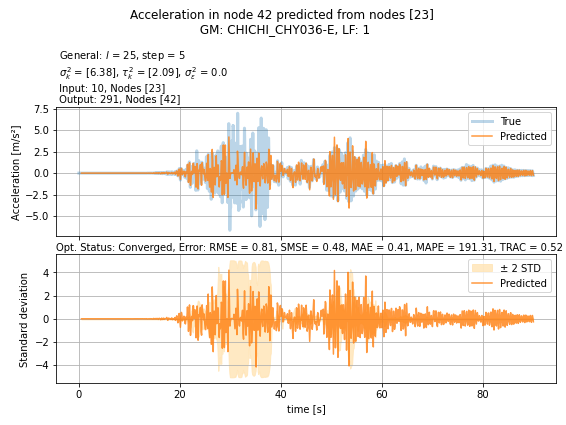 Acceleration in node 42 predicted from nodes [23]
GM: CHICHI_CHY036-E, LF: 1
General: l = 25, step = 5
σ²ₖ = [6.38], τ²ₖ = [2.09], σ²ε = 0.0
Input: 10, Nodes [23]
Output: 291, Nodes [42]
7.5
5.0
2.5
0.0
−2.5
−5.0
Acceleration [m/s²]
True
Predicted
Opt. Status: Converged, Error: RMSE = 0.81, SMSE = 0.48, MAE = 0.41, MAPE = 191.31, TRAC = 0.52
4
2
0
−2
−4
Standard deviation
± 2 STD
Predicted
0 20 40 60 80
time [s]